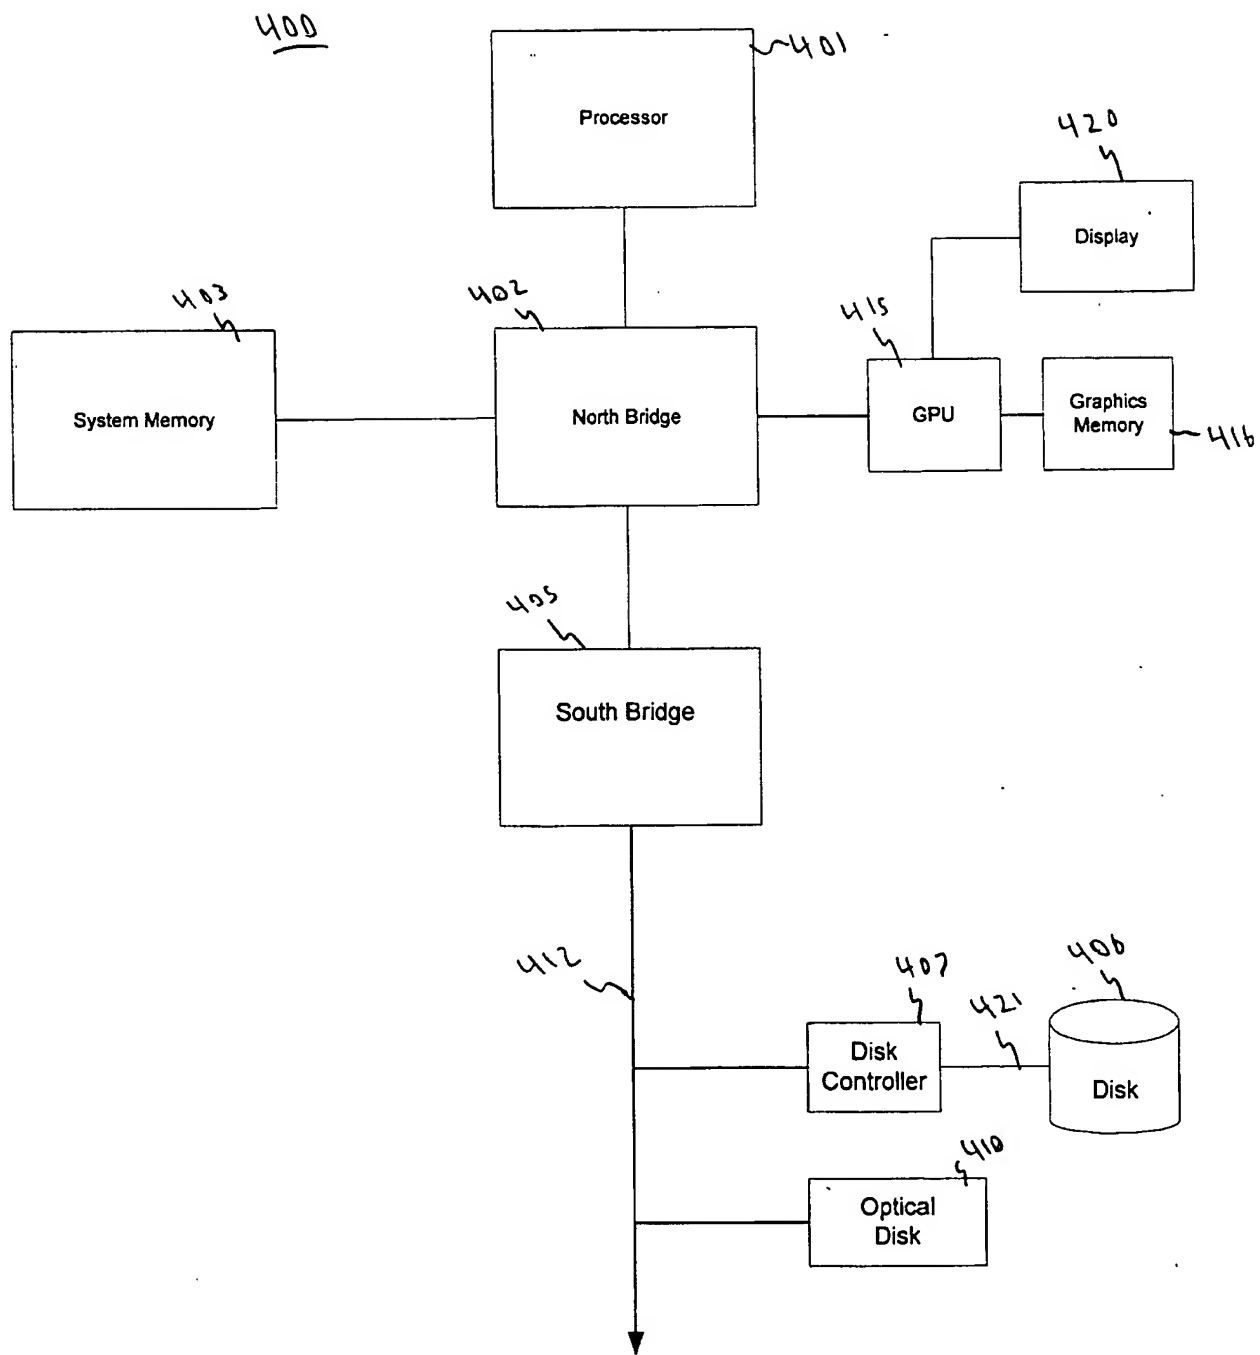 400
401
Processor
420
Display
403
402
415
System Memory
North Bridge
GPU
Graphics
Memory
416
405
South Bridge
412
407
421
406
Disk
Controller
Disk
410
Optical
Disk